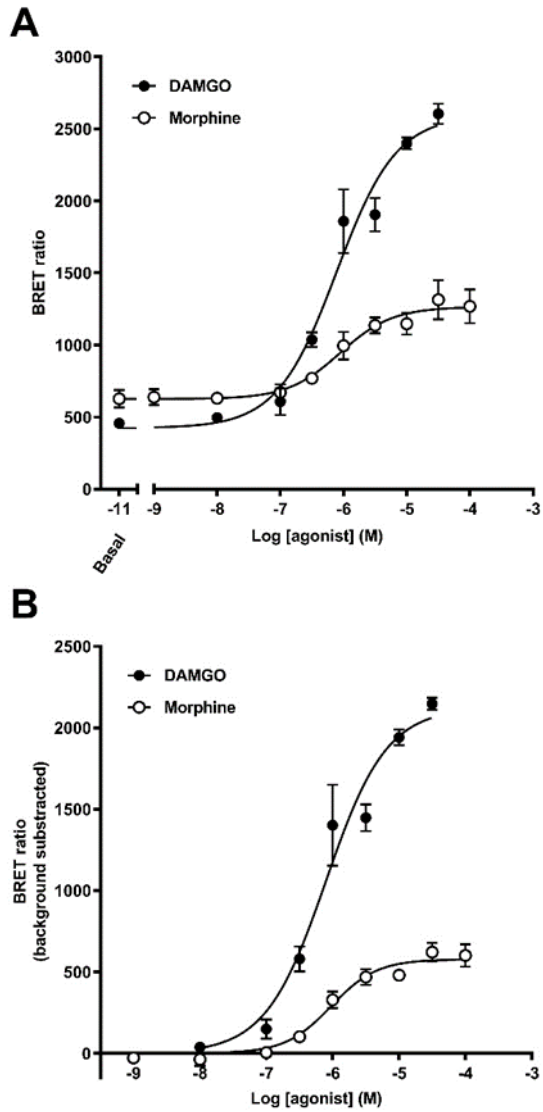 A
3000
2500
2000
1500
1000
500
0
BRET ratio
DAMGO
Morphine
-11 -9 -8 -7 -6 -5 -4 -3
Basal
Log [agonist] (M)
B
2500
2000
1500
1000
500
0
BRET ratio
(background substracted)
DAMGO
Morphine
-9 -8 -7 -6 -5 -4 -3
Log [agonist] (M)